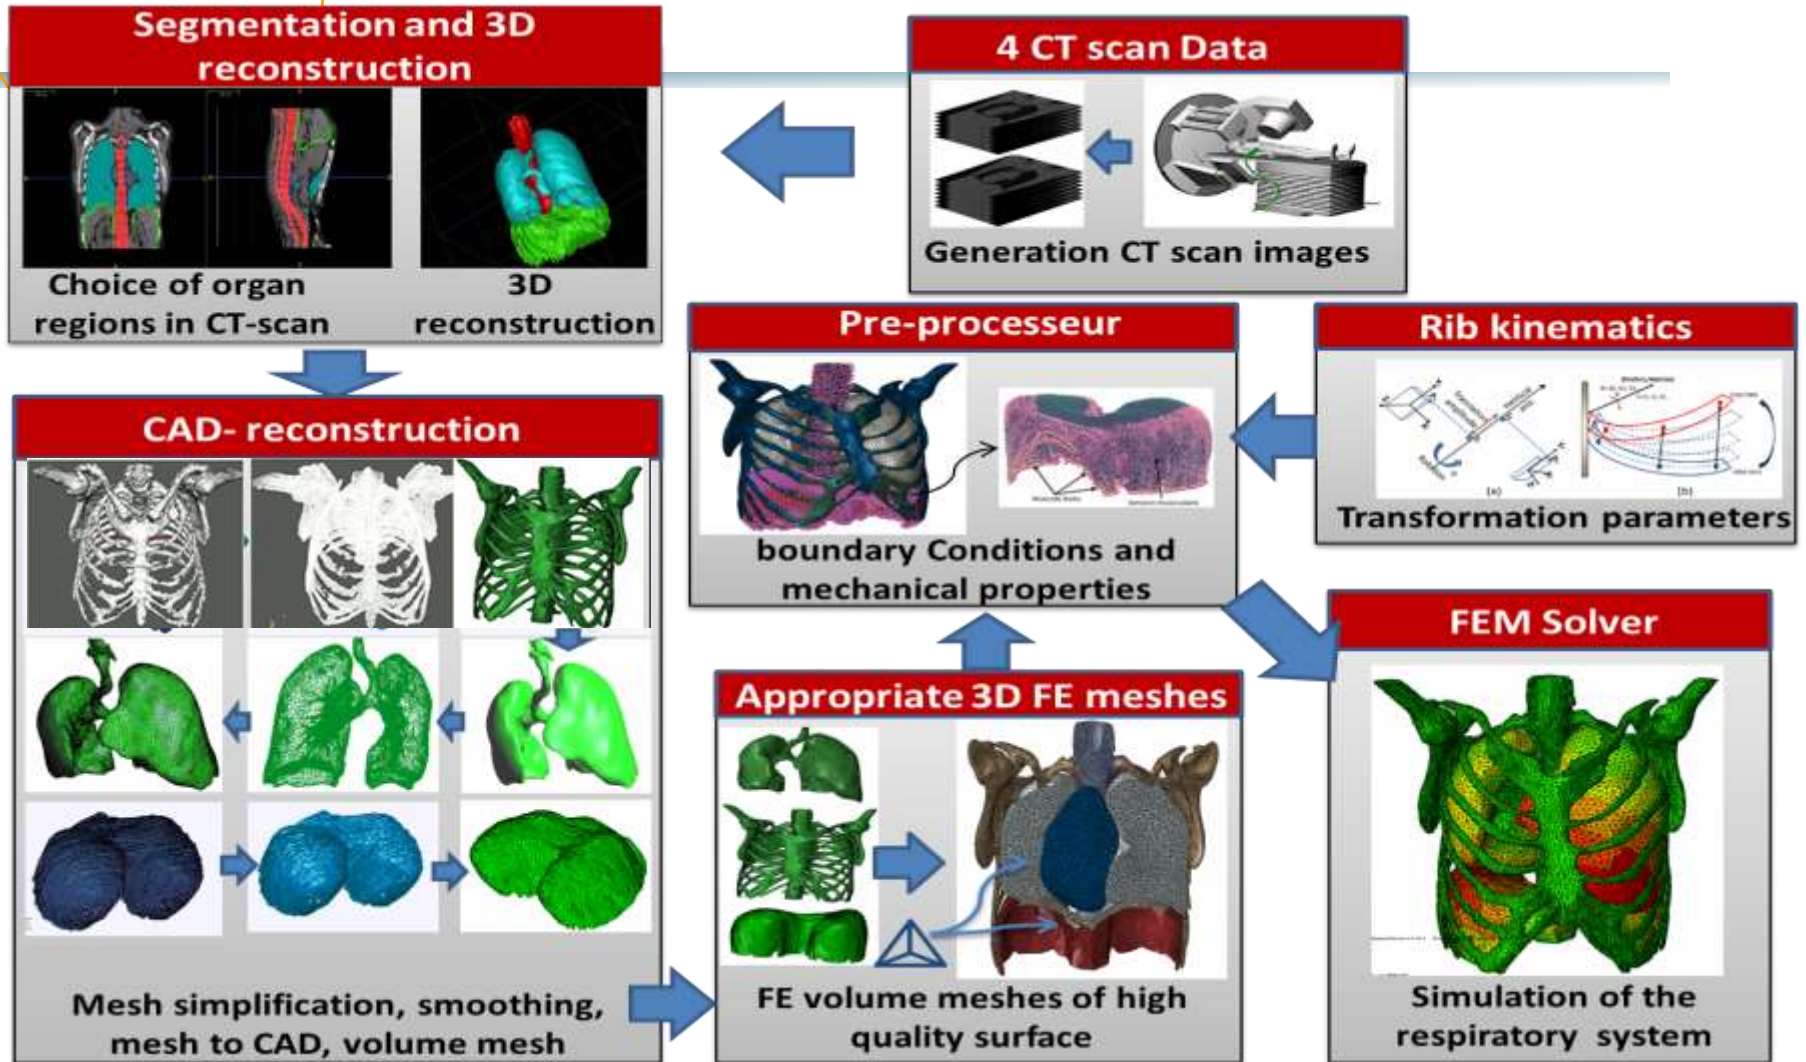 Segmentation and 3D
reconstruction
Choice of organ
regions in CT-scan
3D
reconstruction
4 CT scan Data
Generation CT scan images
Pre-processeur
boundary Conditions and
mechanical properties
Rib kinematics
(a)
(b)
Transformation parameters
CAD- reconstruction
Mesh simplification, smoothing,
mesh to CAD, volume mesh
Appropriate 3D FE meshes
FE volume meshes of high
quality surface
FEM Solver
Simulation of the
respiratory system